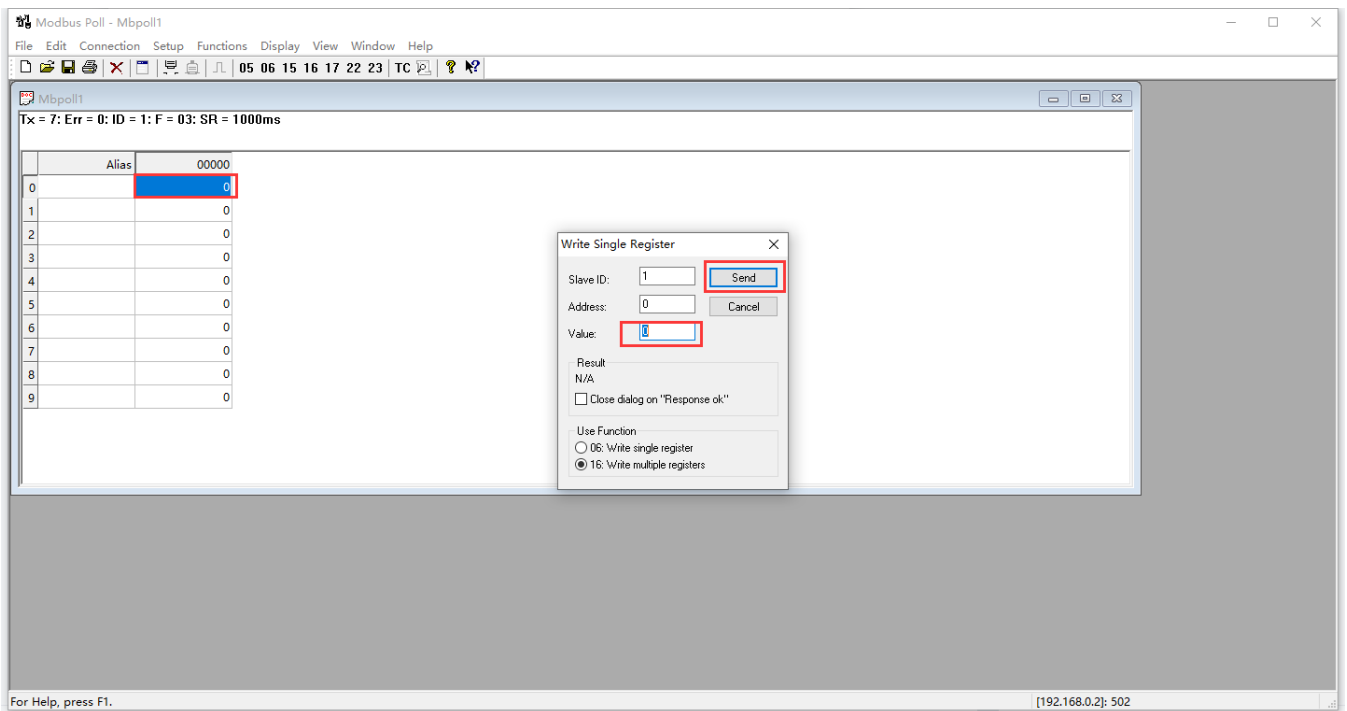 Modbus Poll - Mbpoll1
File Edit Connection Setup Functions Display View Window Help
05 06 15 16 17 22 23 TC
Mbpoll1
Tx = 7: Err = 0: ID = 1: F = 03: SR = 1000ms
Alias 00000
0 0
1 0
2 0
3 0
4 0
5 0
6 0
7 0
8 0
9 0
Write Single Register
Slave ID: 1 Send
Address: 0 Cancel
Value: 0
Result
N/A
Close dialog on "Response ok"
Use Function
06: Write single register
16: Write multiple registers
For Help, press F1. [192.168.0.2]: 502